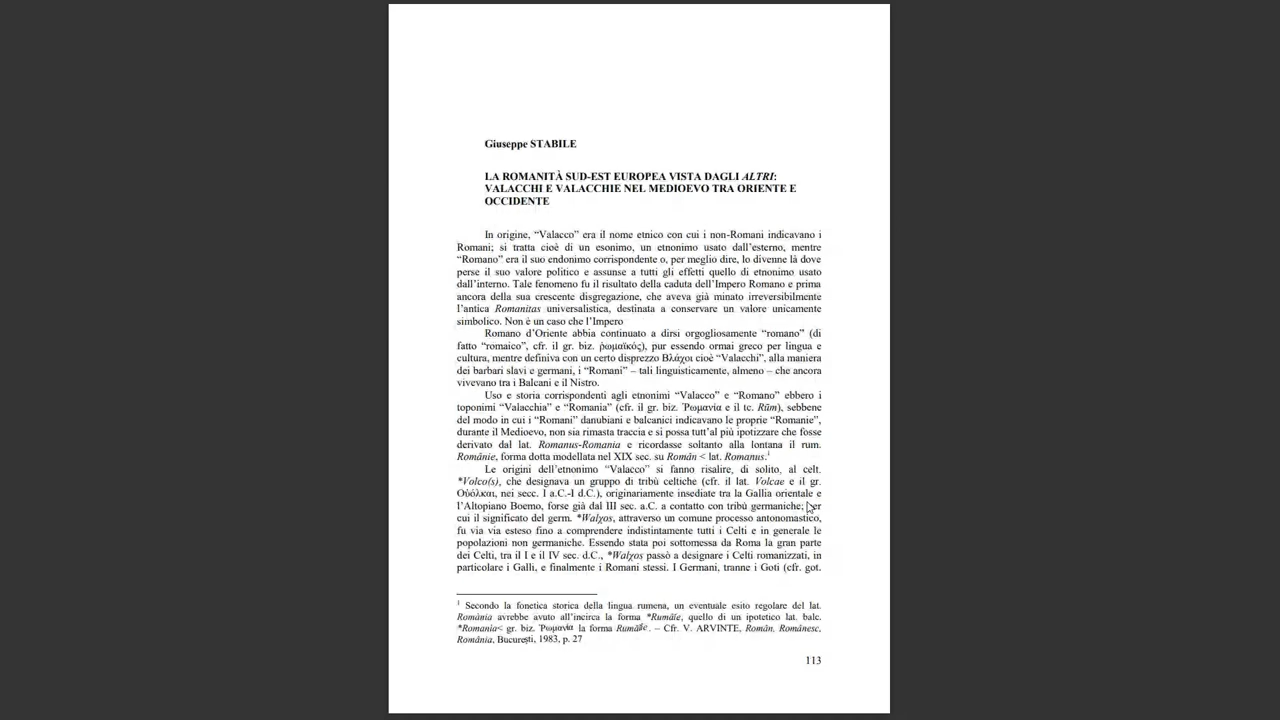 Giuseppe STABILE
LA ROMANITÀ SUD-EST EUROPEA VISTA DAGLI ALTRI:
VALACCHI E VALACCHIE NEL MEDIOEVO TRA ORIENTE E
OCCIDENTE
In origine, “Valacco” era il nome etnico con cui i non-Romani indicavano i
Romani; si tratta cioè di un esonimo, un etnonimo usato dall’esterno, mentre
“Romano” era il suo endonimo corrispondente o, per meglio dire, lo divenne là dove
perse il suo valore politico e assunse a tutti gli effetti quello di etnonimo usato
dall’interno. Tale fenomeno fu il risultato della caduta dell’Impero Romano e prima
ancora della sua crescente disgregazione, che aveva già minato irreversibilmente
l’antica Romanitas universalistica, destinata a conservare un valore unicamente
simbolico. Non è un caso che l’Impero
Romano d’Oriente abbia continuato a dirsi orgogliosamente “romano” (di
fatto “romaico”, cfr. il gr. biz. ῥωμαϊκός), pur essendo ormai greco per lingua e
cultura, mentre definiva con un certo disprezzo Βλάχοι cioè “Valacchi”, alla maniera
dei barbari slavi e germani, i “Romani” – tali linguisticamente, almeno – che ancora
vivevano tra i Balcani e il Nistro.
Uso e storia corrispondenti agli etnonimi “Valacco” e “Romano” ebbero i
toponimi “Valacchia” e “Romania” (cfr. il gr. biz. Ῥωμανία e il tc. Rūm), sebbene
del modo in cui i “Romani” danubiani e balcanici indicavano le proprie “Romanie”,
durante il Medioevo, non sia rimasta traccia e si possa tutt’al più ipotizzare che fosse
derivato dal lat. Romanus-Romania e ricordasse soltanto alla lontana il rum.
Românie, forma dotta modellata nel XIX sec. su Român < lat. Romanus.1
Le origini dell’etnonimo “Valacco” si fanno risalire, di solito, al celt.
*Volco(s), che designava un gruppo di tribù celtiche (cfr. il lat. Volcae e il gr.
Οὐόλκαι, nei secc. I a.C.-I d.C.), originariamente insediate tra la Gallia orientale e
l’Altopiano Boemo, forse già dal III sec. a.C. a contatto con tribù germaniche; per
cui il significato del germ. *Walχos, attraverso un comune processo antonomastico,
fu via via esteso fino a comprendere indistintamente tutti i Celti e in generale le
popolazioni non germaniche. Essendo stata poi sottomessa da Roma la gran parte
dei Celti, tra il I e il IV sec. d.C., *Walχos passò a designare i Celti romanizzati, in
particolare i Galli, e finalmente i Romani stessi. I Germani, tranne i Goti (cfr. got.
1 Secondo la fonetica storica della lingua rumena, un eventuale esito regolare del lat.
Romània avrebbe avuto all’incirca la forma *Rumâie, quello di un ipotetico lat. balc.
*Romanìa< gr. biz. Ῥωμανία la forma – Cfr. V. ARVINTE, Român. Românesc,
România, Bucureşti, 1983, p. 27
113